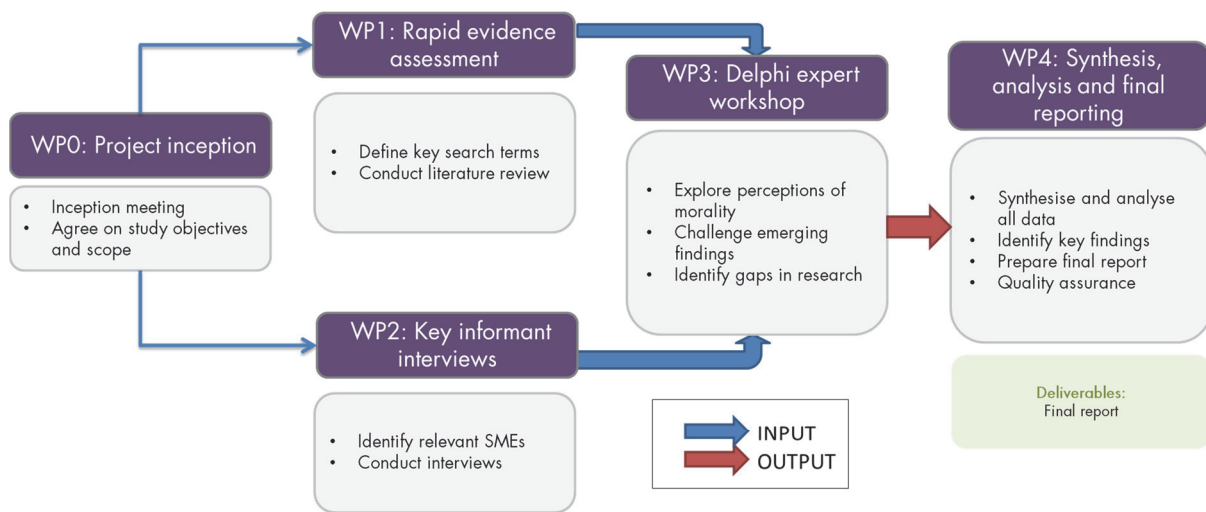 WP0: Project inception
• Inception meeting
• Agree on study objectives
and scope
WP1: Rapid evidence
assessment
• Define key search terms
• Conduct literature review
WP2: Key informant
interviews
• Identify relevant SMEs
• Conduct interviews
WP3: Delphi expert
workshop
• Explore perceptions of
morality
• Challenge emerging
findings
• Identify gaps in research
WP4: Synthesis,
analysis and final
reporting
• Synthesise and analyse
all data
• Identify key findings
• Prepare final report
• Quality assurance
Deliverables:
Final report
INPUT
OUTPUT